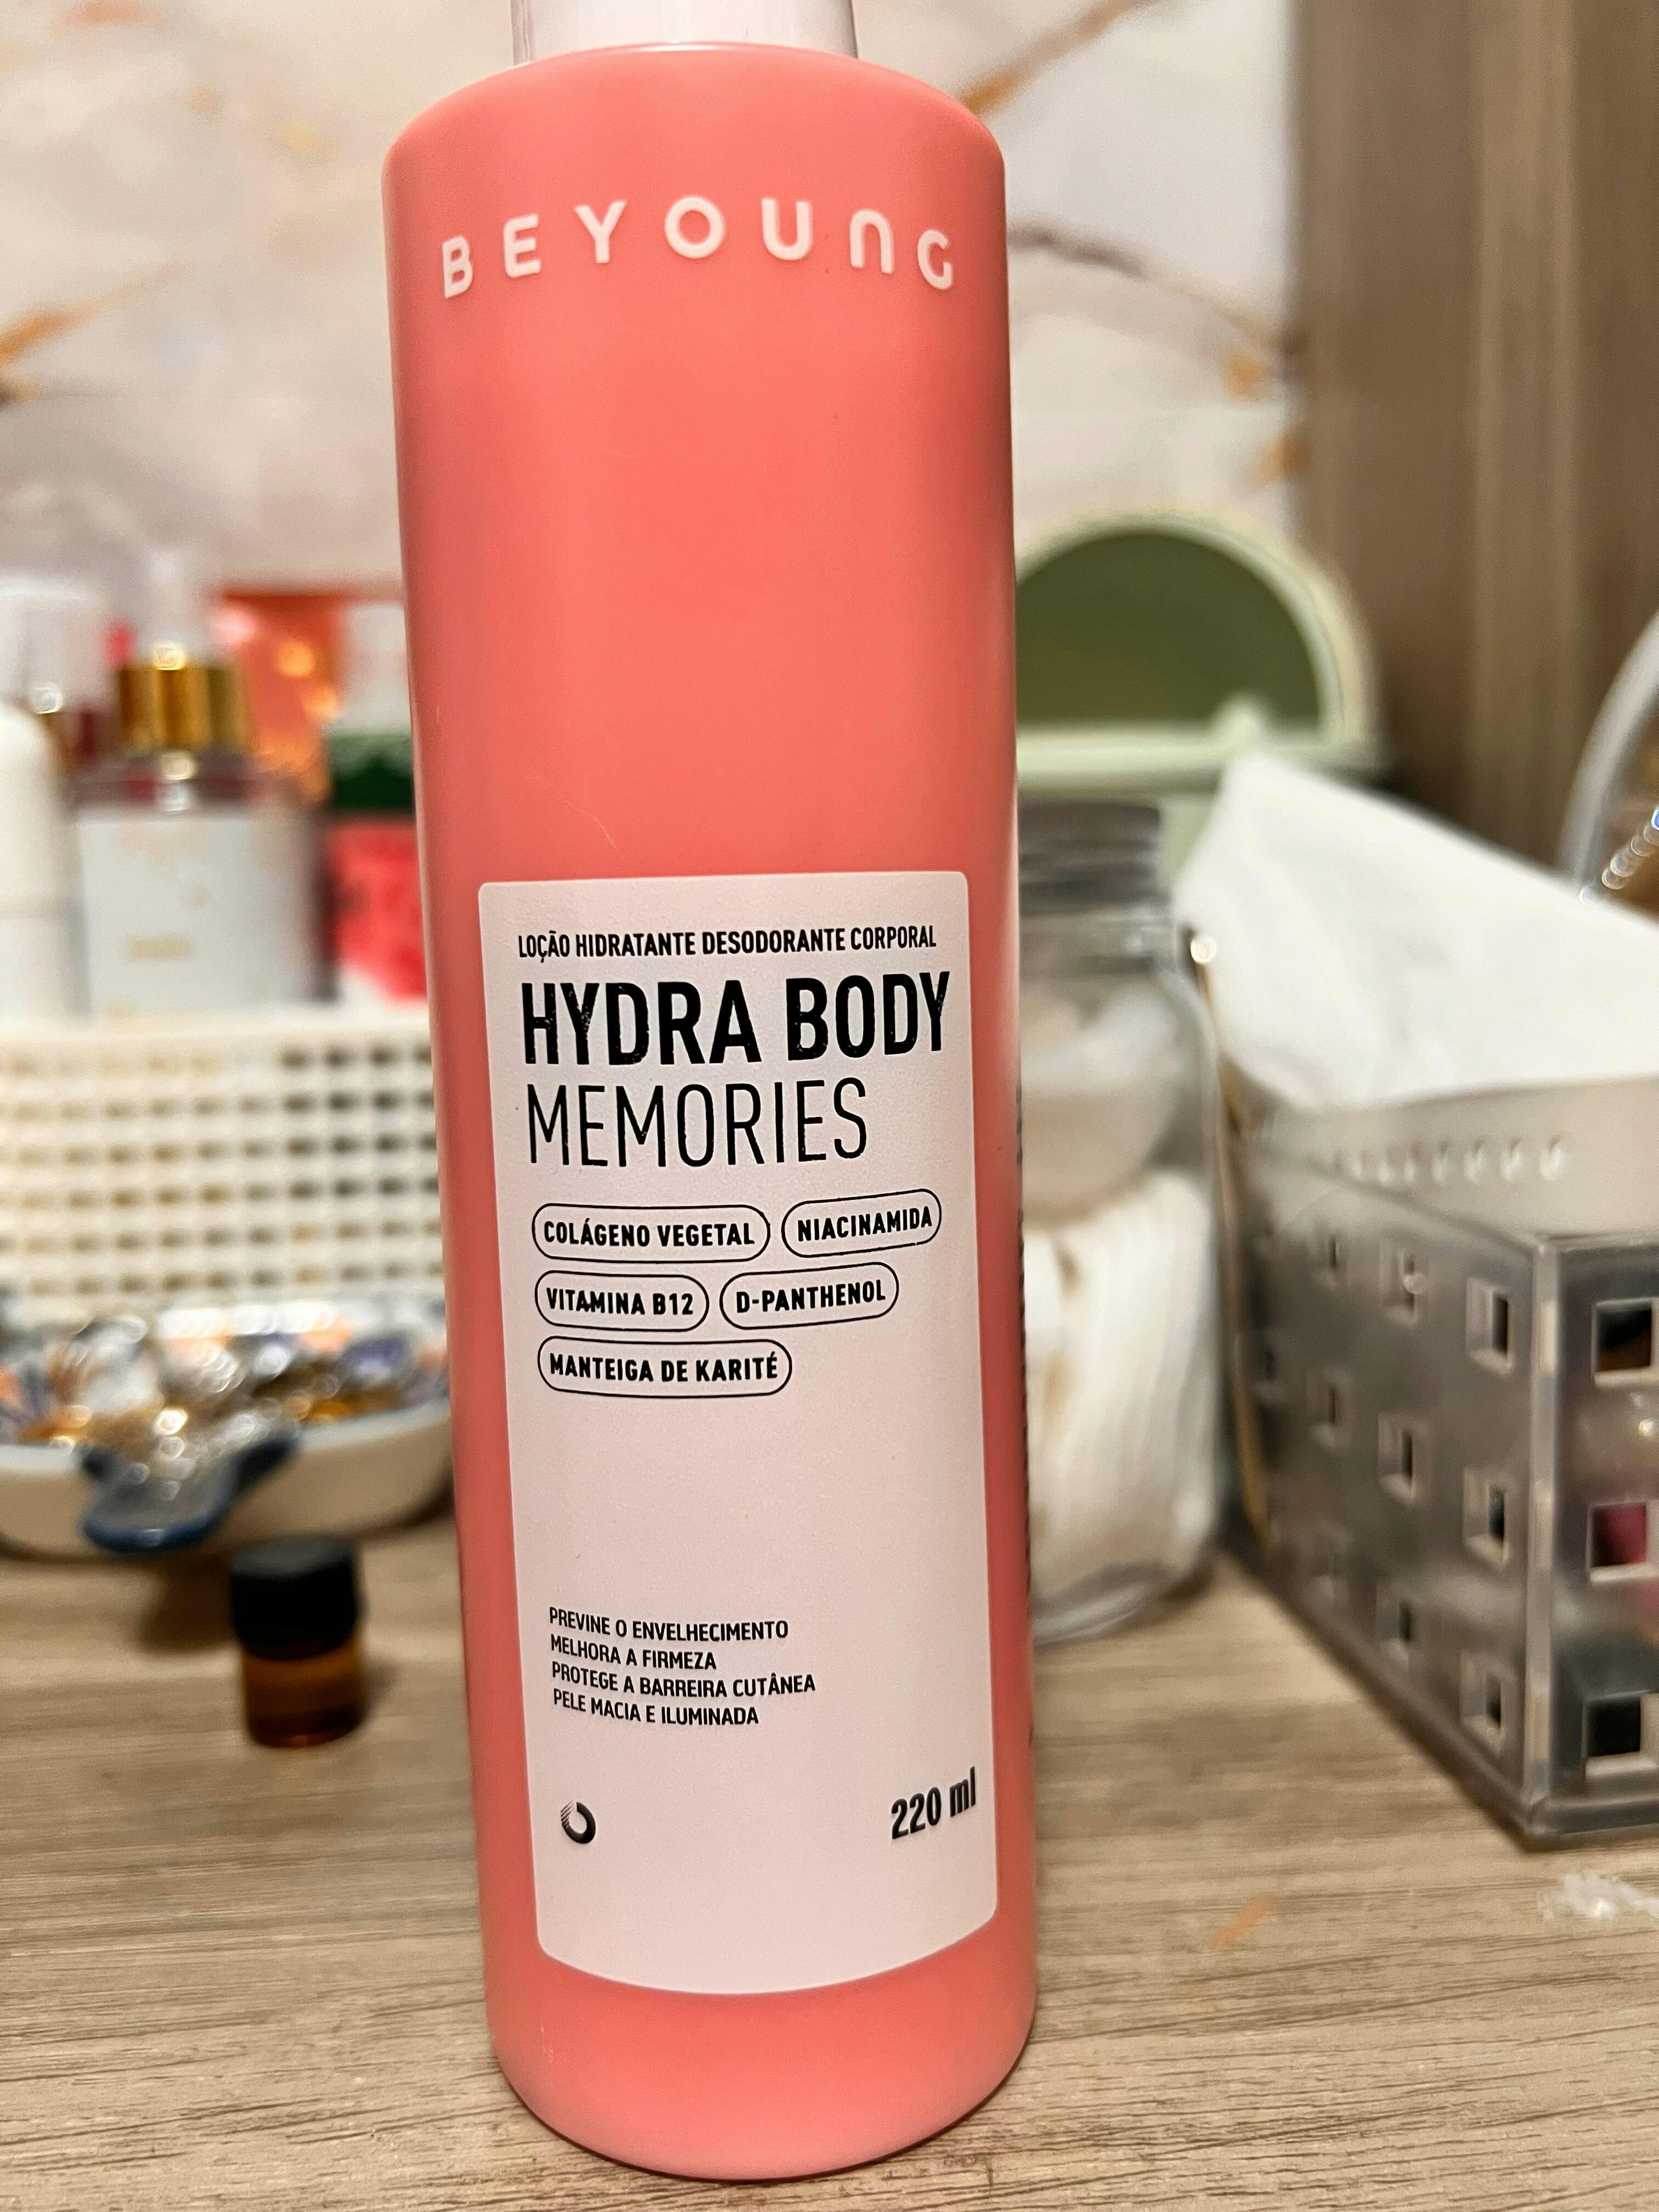 BEYOUNG
LOÇÃO HIDRATANTE DESODORANTE CORPORAL
HYDRA BODY
MEMORIES
COLÁGENO VEGETAL NIACINAMIDA
VITAMINA B12 D-PANTHENOL
MANTEIGA DE KARITÉ
PREVINE O ENVELHECIMENTO
MELHORA A FIRMEZA
PROTEGE A BARREIRA CUTÂNEA
PELE MACIA E ILUMINADA
220 ml